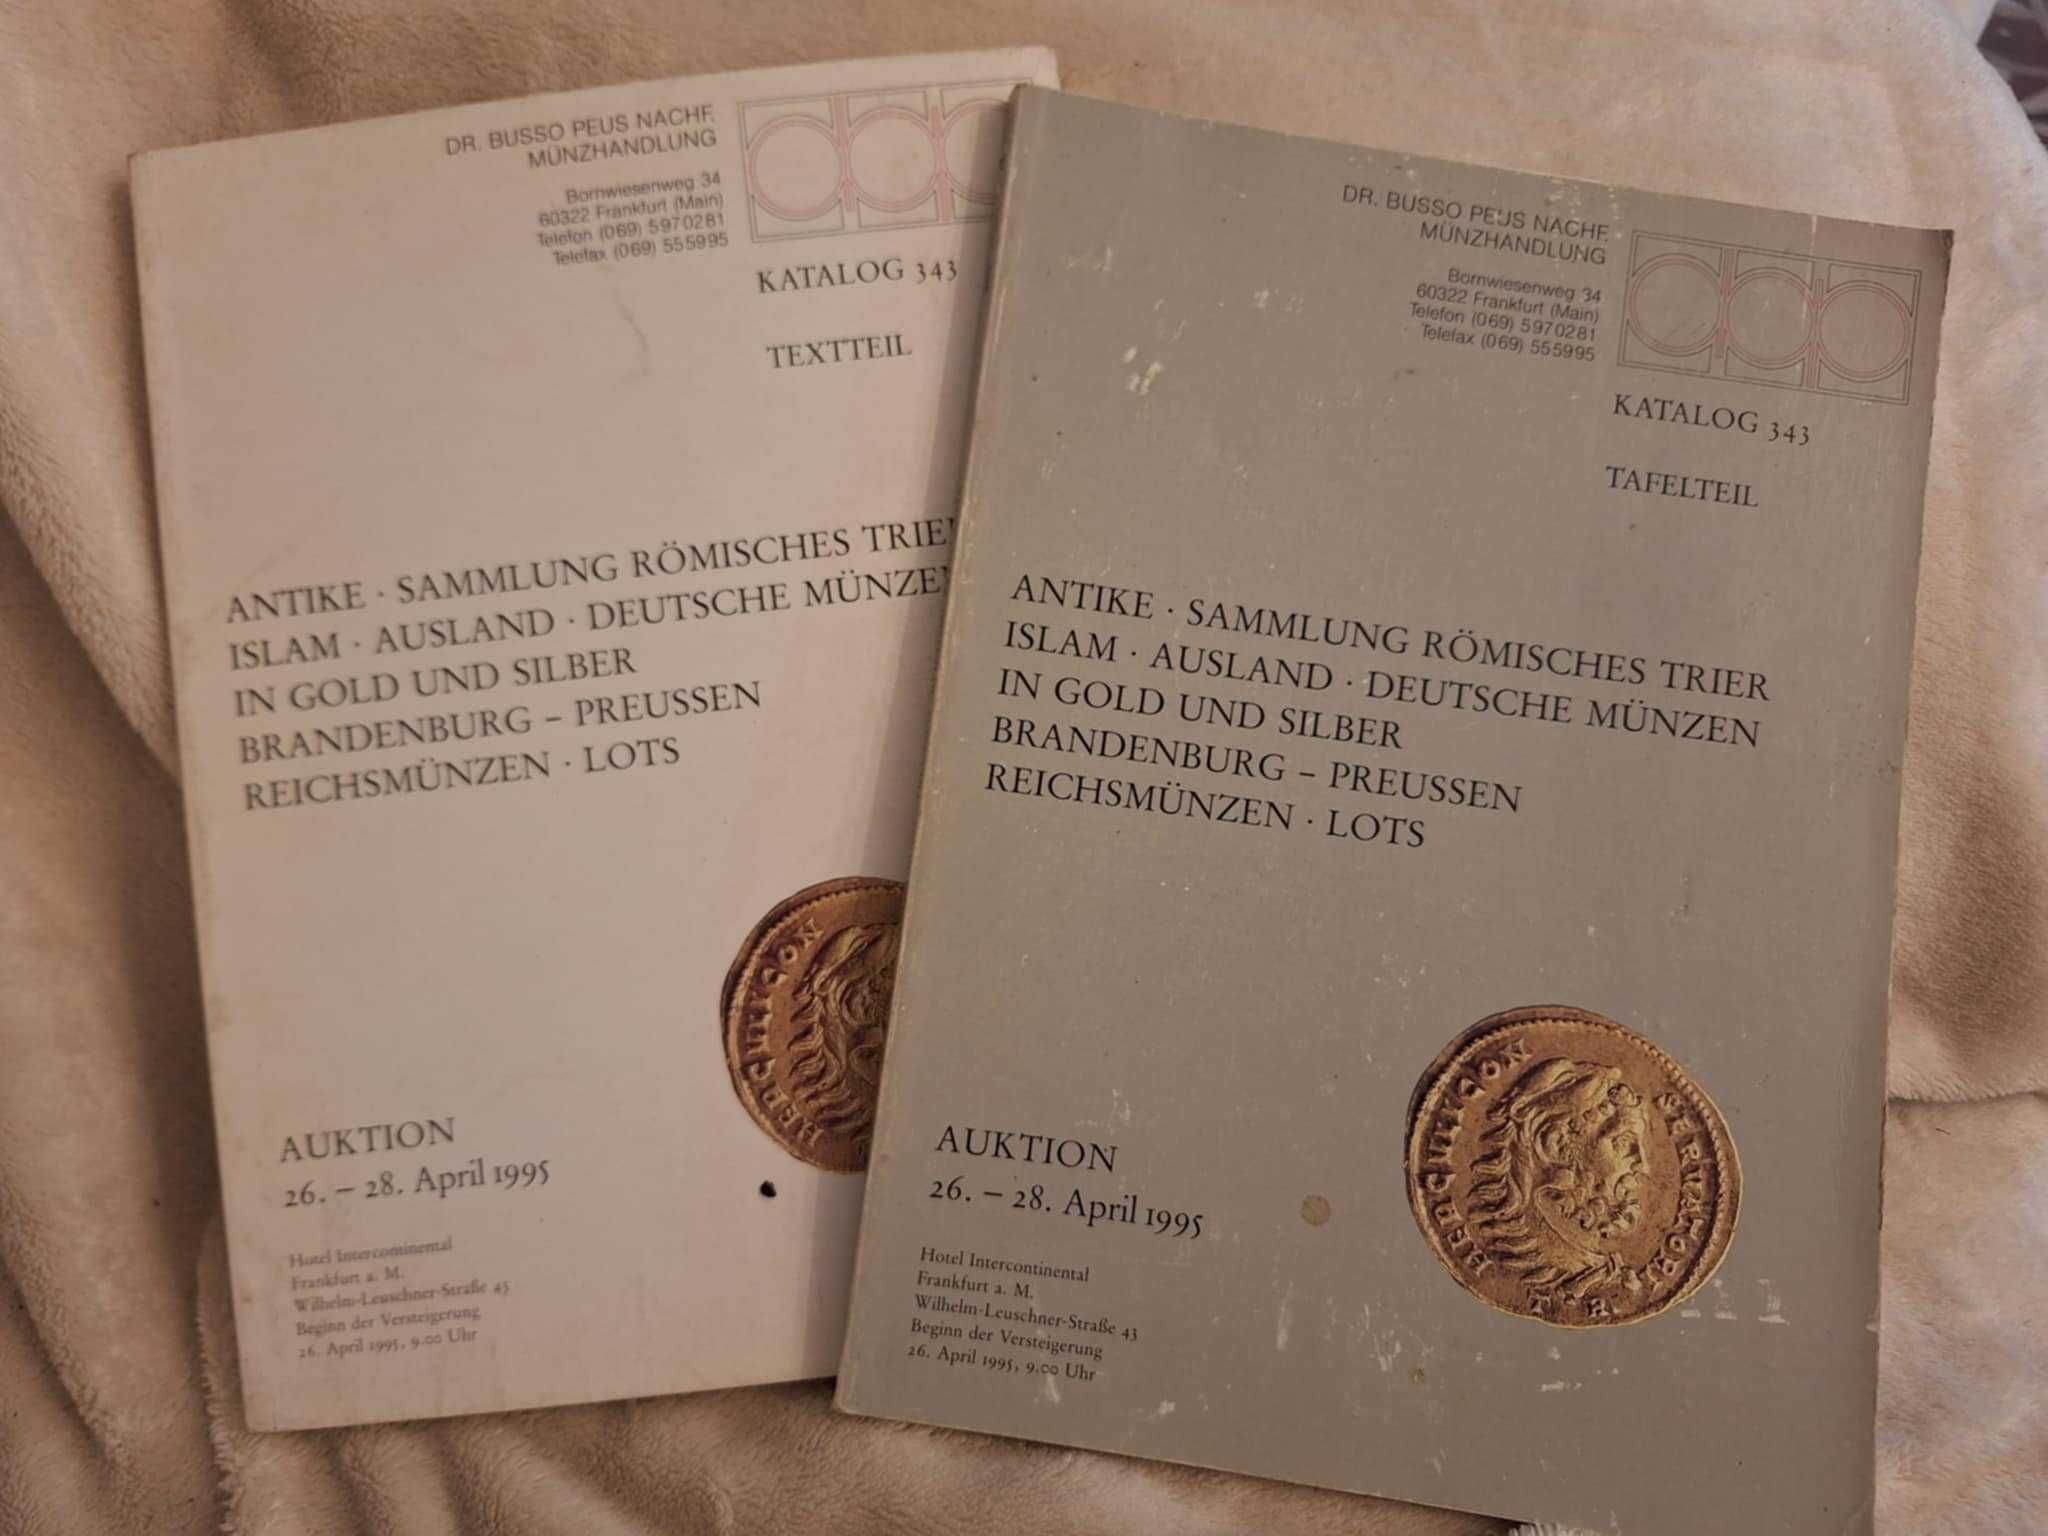 DR. BUSSO PEUS NACHF.
MÜNZHANDLUNG
Bornwiesenweg 34
60322 Frankfurt (Main)
Telefon (069) 5970281
Telefax (069) 555995
KATALOG 343
TEXTTEIL
ANTIKE · SAMMLUNG RÖMISCHES TRIE
ISLAM · AUSLAND · DEUTSCHE MÜNZE
IN GOLD UND SILBER
BRANDENBURG – PREUSSEN
REICHSMÜNZEN · LOTS
AUKTION
26. – 28. April 1995
Hotel Intercontinental
Frankfurt a. M.
Wilhelm-Leuschner-Straße 43
Beginn der Versteigerung
26. April 1995, 9.00 Uhr
DR. BUSSO PEUS NACHF.
MÜNZHANDLUNG
Bornwiesenweg 34
60322 Frankfurt (Main)
Telefon (069) 5970281
Telefax (069) 555995
KATALOG 343
TAFELTEIL
ANTIKE · SAMMLUNG RÖMISCHES TRIER
ISLAM · AUSLAND · DEUTSCHE MÜNZEN
IN GOLD UND SILBER
BRANDENBURG – PREUSSEN
REICHSMÜNZEN · LOTS
AUKTION
26. – 28. April 1995
Hotel Intercontinental
Frankfurt a. M.
Wilhelm-Leuschner-Straße 43
Beginn der Versteigerung
26. April 1995, 9.00 Uhr